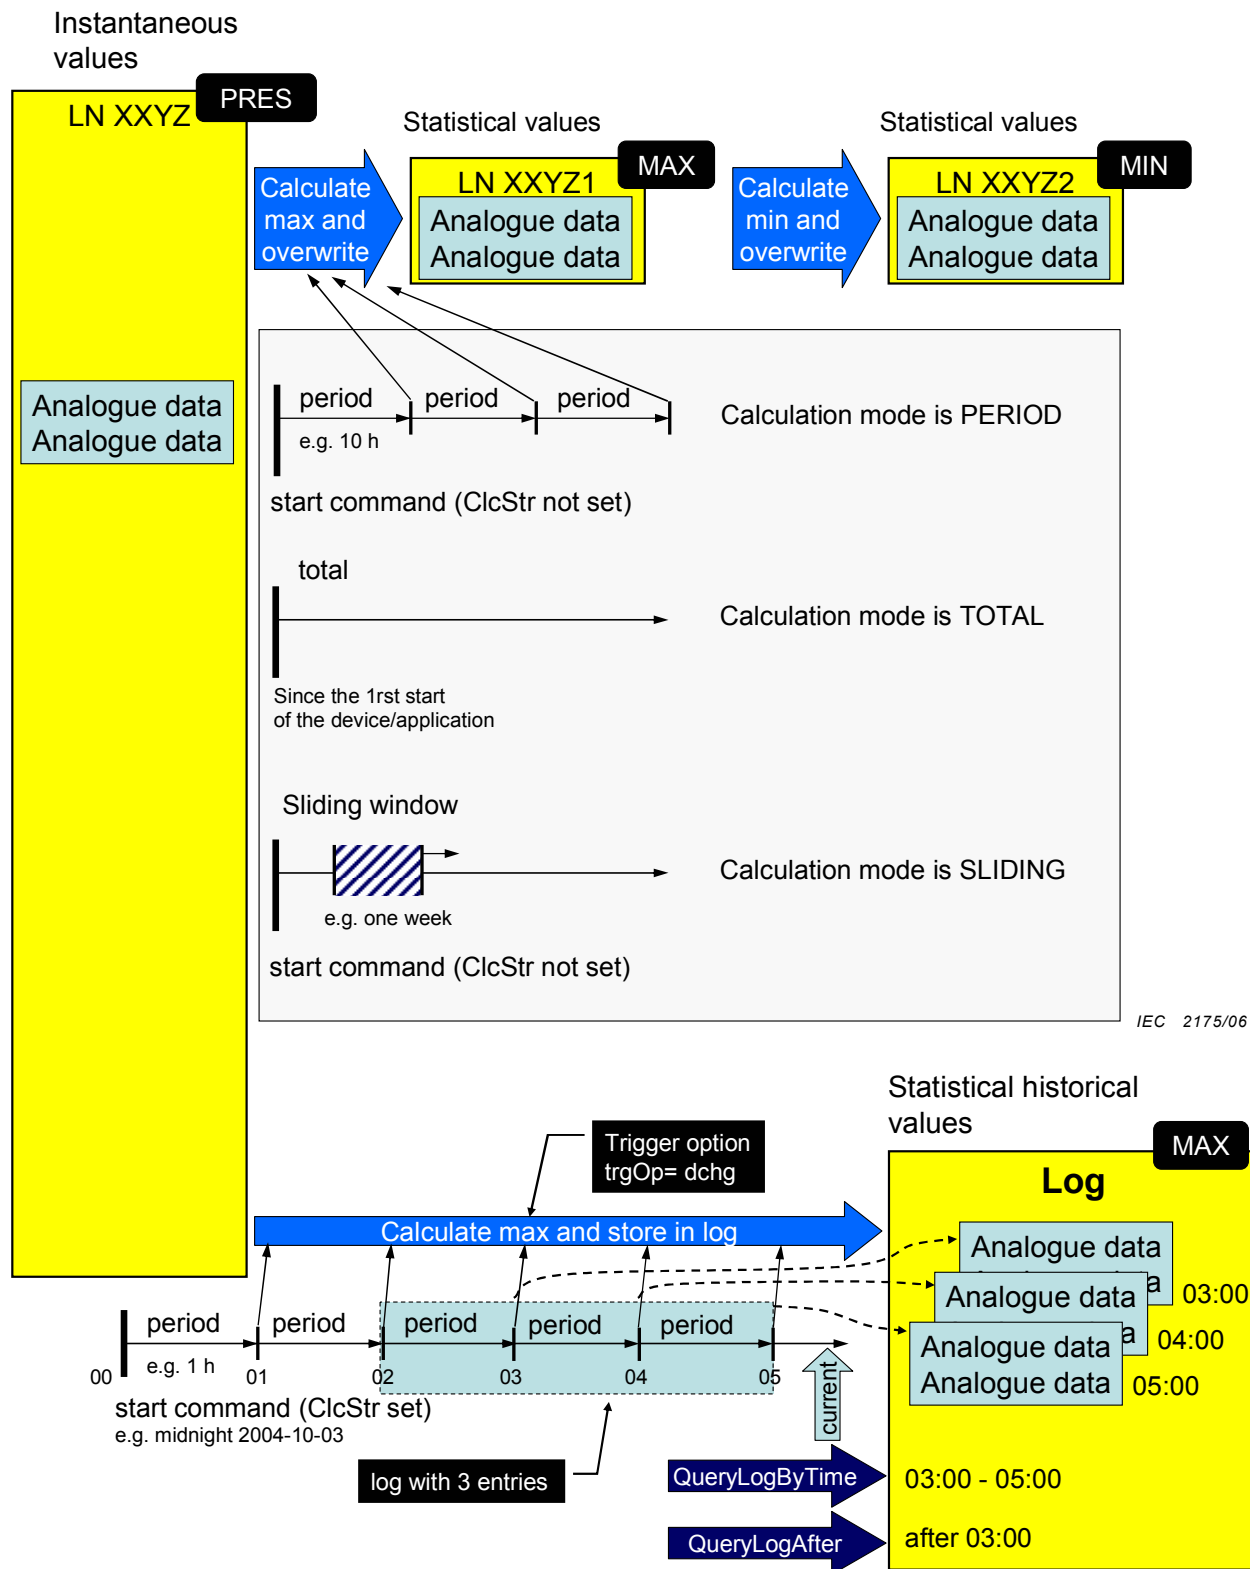 Instantaneous
values
LN XXYZ
PRES
Statistical values
Statistical values
Calculate
max and
overwrite
LN XXYZ1
MAX
Analogue data
Analogue data
Calculate
min and
overwrite
LN XXYZ2
MIN
Analogue data
Analogue data
Analogue data
Analogue data
period
period
period
e.g. 10 h
Calculation mode is PERIOD
start command (ClcStr not set)
total
Calculation mode is TOTAL
Since the 1rst start
of the device/application
Sliding window
Calculation mode is SLIDING
e.g. one week
start command (ClcStr not set)
IEC 2175/06
Statistical historical
values
MAX
Log
Trigger option
trgOp= dchg
Calculate max and store in log
Analogue data
03:00
Analogue data
a
04:00
Analogue data
Analogue data
05:00
period
period
period
period
period
e.g. 1 h
00
01
02
03
04
05
current
start command (ClcStr set)
e.g. midnight 2004-10-03
log with 3 entries
QueryLogByTime
03:00 - 05:00
QueryLogAfter
after 03:00